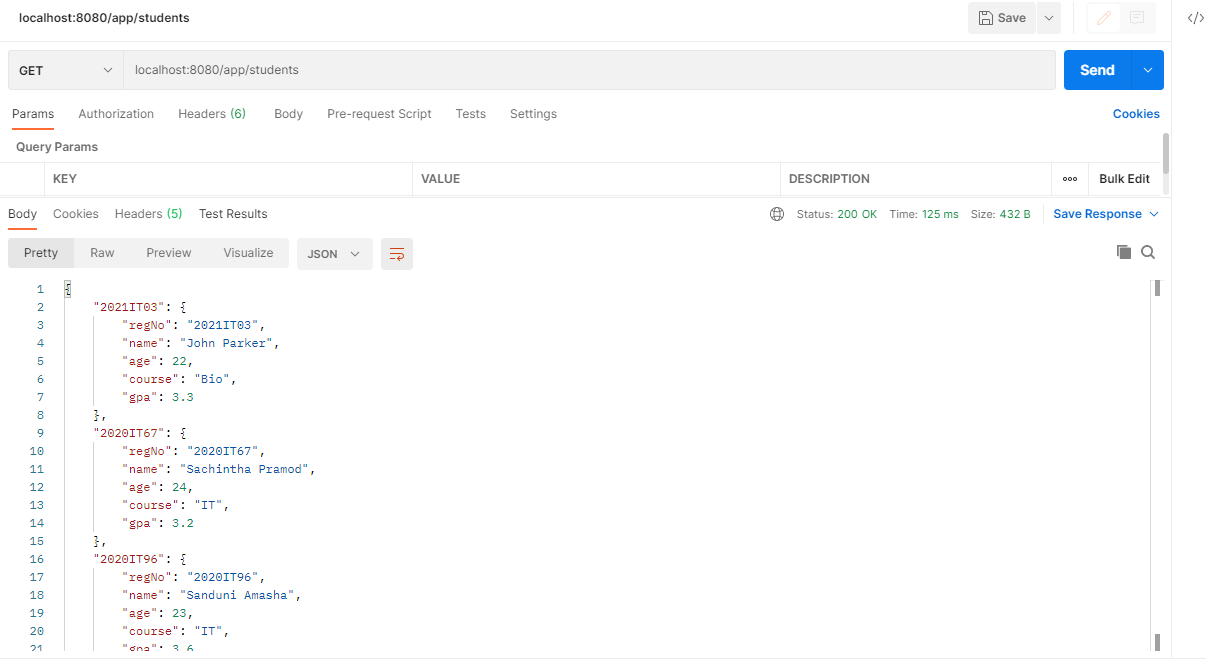 localhost:8080/app/students
Save
</>
GET
localhost:8080/app/students
Send
Params Authorization Headers (6) Body Pre-request Script Tests Settings Cookies
Query Params
KEY VALUE DESCRIPTION ooo Bulk Edit
Body Cookies Headers (5) Test Results Status: 200 OK Time: 125 ms Size: 432 B Save Response
Pretty Raw Preview Visualize JSON
1 {
2 "2021IT03": {
3 "regNo": "2021IT03",
4 "name": "John Parker",
5 "age": 22,
6 "course": "Bio",
7 "gpa": 3.3
8 },
9 "2020IT67": {
10 "regNo": "2020IT67",
11 "name": "Sachintha Pramod",
12 "age": 24,
13 "course": "IT",
14 "gpa": 3.2
15 },
16 "2020IT96": {
17 "regNo": "2020IT96",
18 "name": "Sanduni Amasha",
19 "age": 23,
20 "course": "IT",
21 "gpa": 3.6